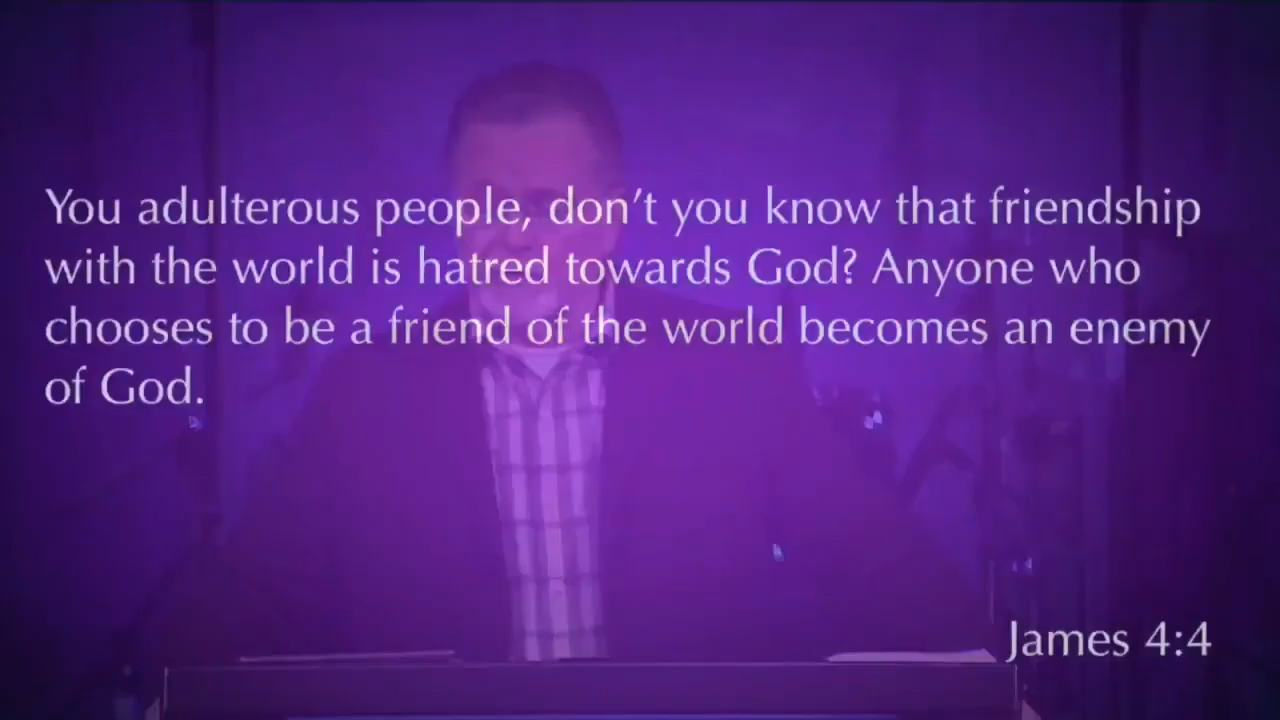 You adulterous people, don’t you know that friendship
with the world is hatred towards God? Anyone who
chooses to be a friend of the world becomes an enemy
of God.
James 4:4